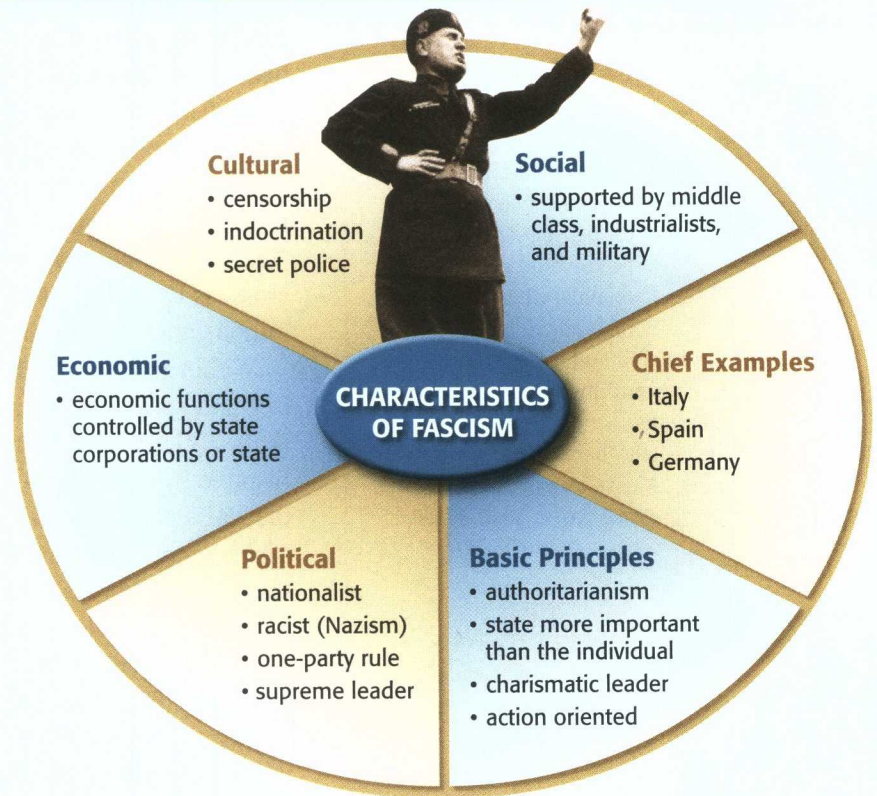 Cultural
• censorship
• indoctrination
• secret police
Social
• supported by middle
class, industrialists,
and military
Economic
• economic functions
controlled by state
corporations or state
CHARACTERISTICS
OF FASCISM
Chief Examples
• Italy
• Spain
• Germany
Political
• nationalist
• racist (Nazism)
• one-party rule
• supreme leader
Basic Principles
• authoritarianism
• state more important
than the individual
• charismatic leader
• action oriented